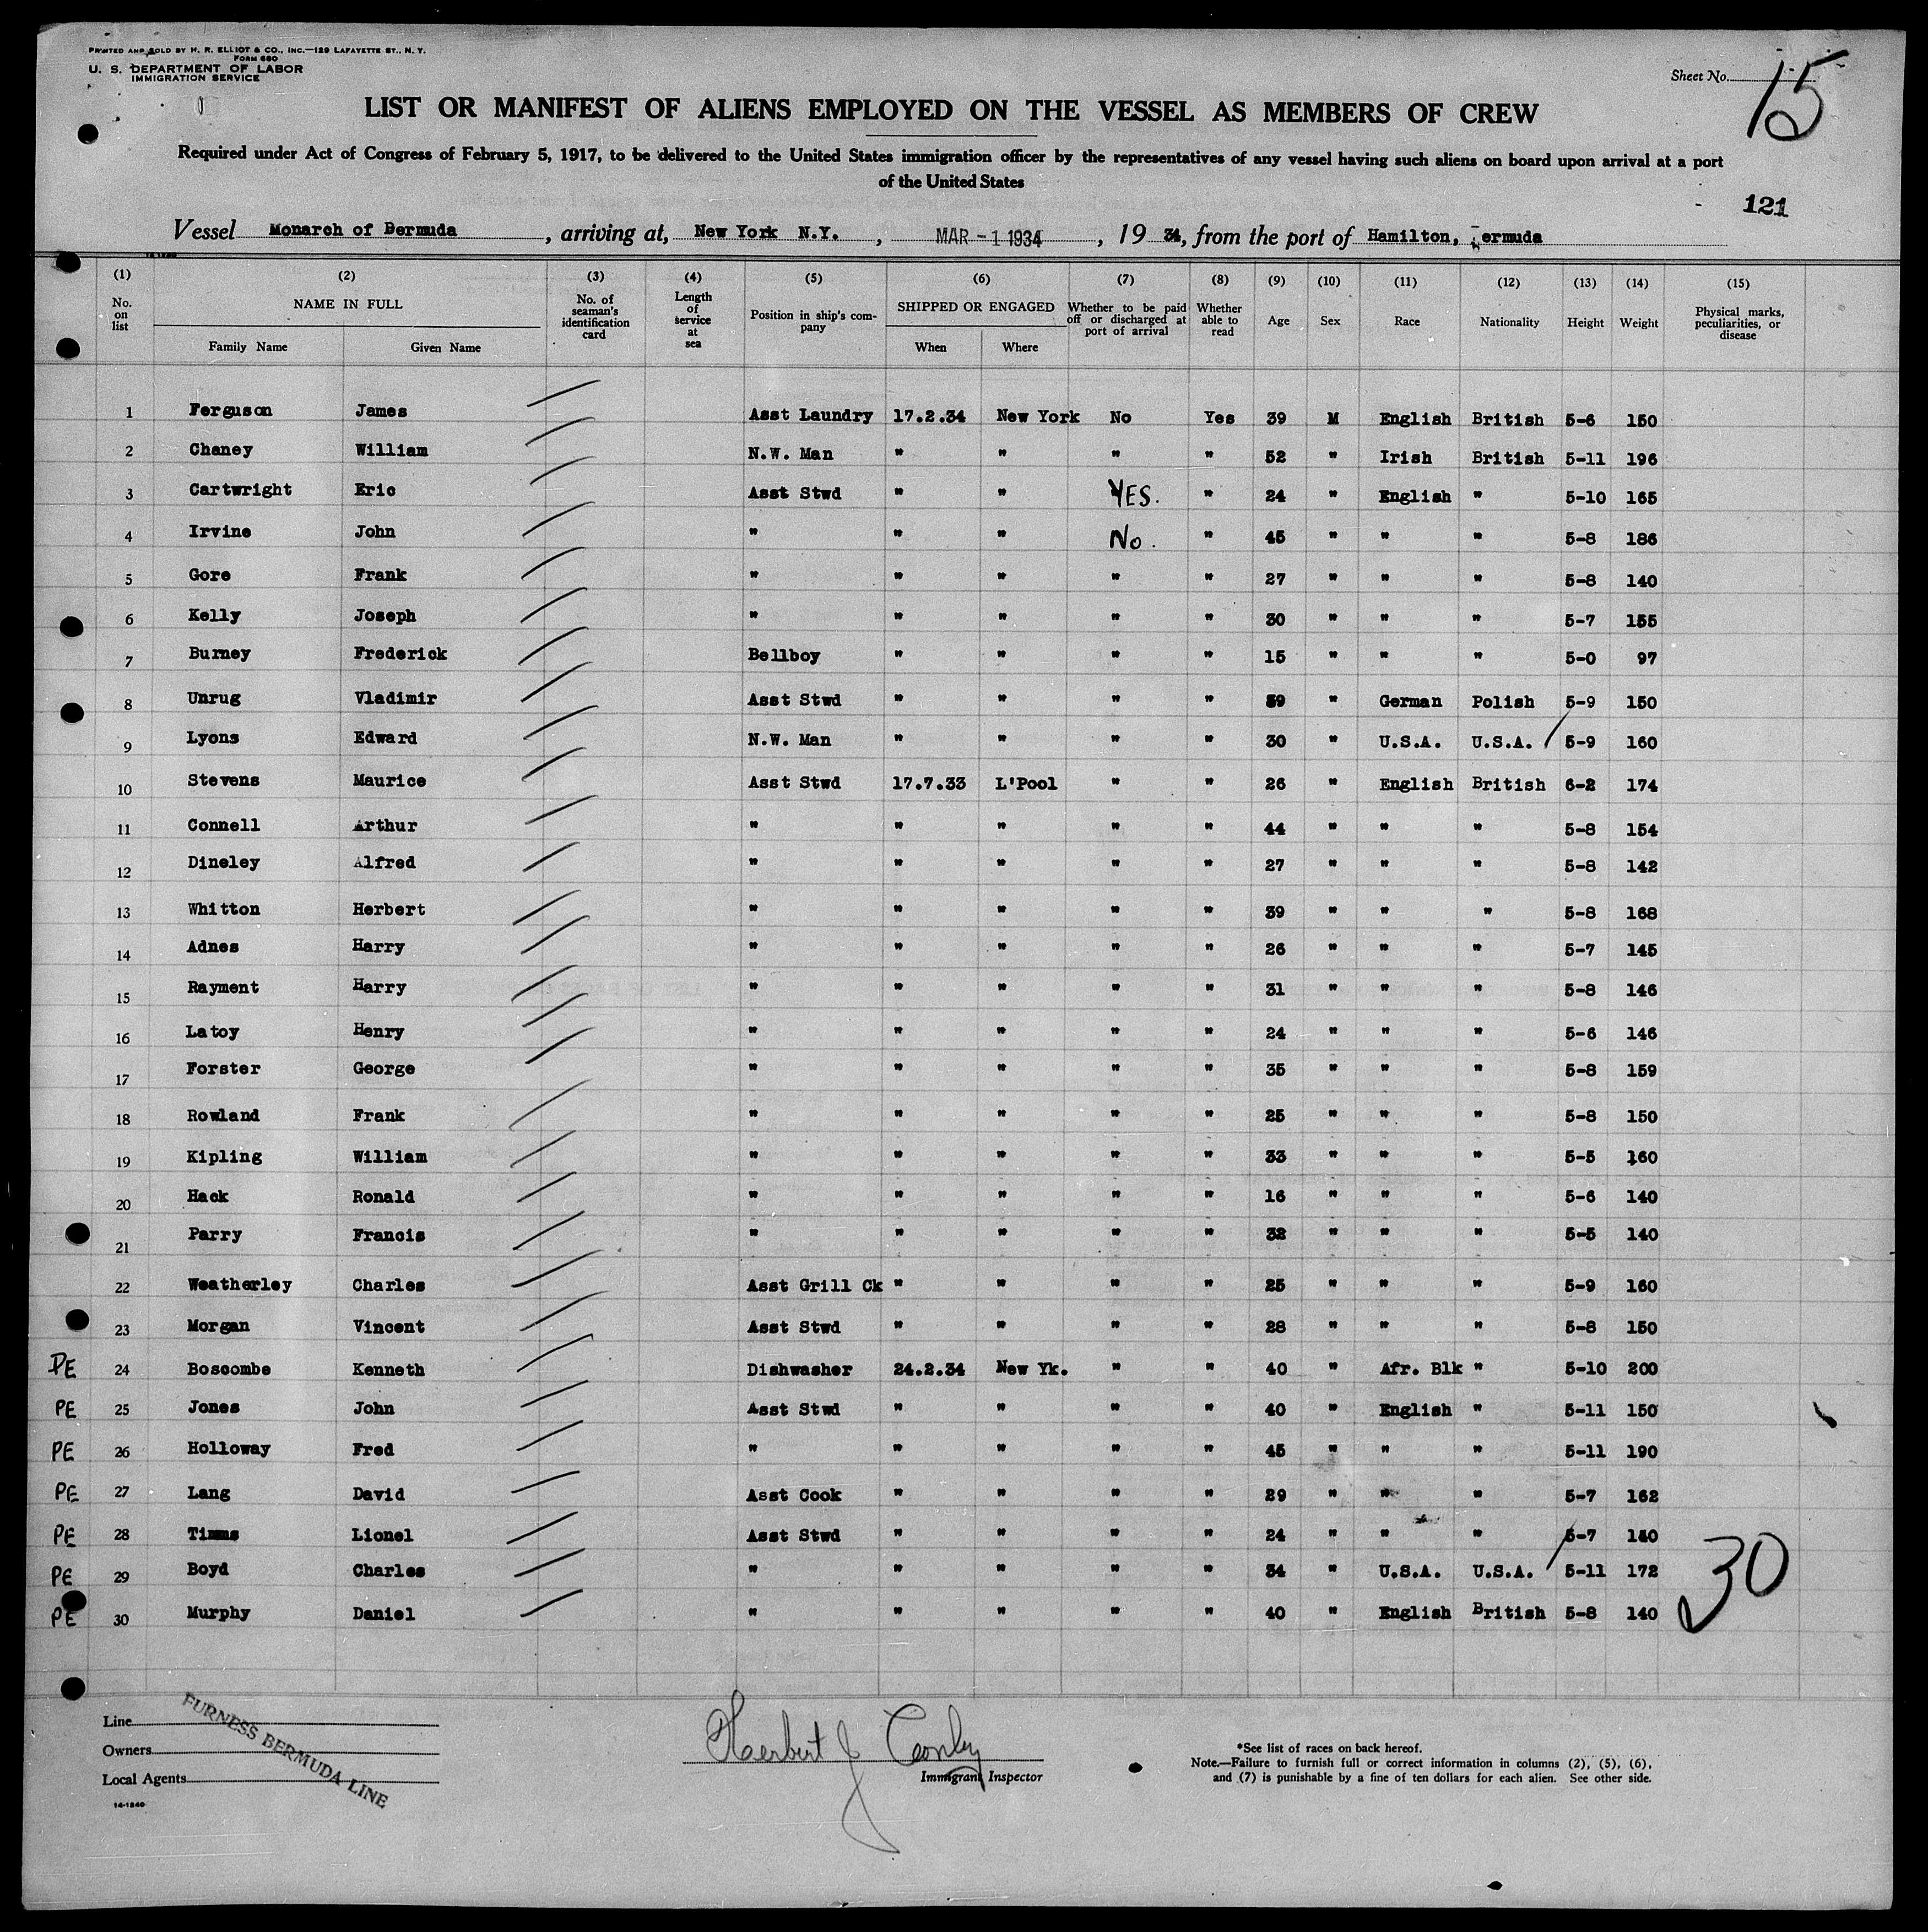 PRINTED AND SOLD BY H. R. ELLIOT & CO., INC.—129 LAFAYETTE ST., N. Y.
FORM 680
U. S. DEPARTMENT OF LABOR
IMMIGRATION SERVICE
Sheet No. 15
LIST OR MANIFEST OF ALIENS EMPLOYED ON THE VESSEL AS MEMBERS OF CREW
Required under Act of Congress of February 5, 1917, to be delivered to the United States immigration officer by the representatives of any vessel having such aliens on board upon arrival at a port
of the United States
121
Vessel Monarch of Bermuda, arriving at, New York N.Y., MAR - 1 1934, 19 34, from the port of Hamilton, Bermuda
(1) (2) (3) (4) (5) (6) (7) (8) (9) (10) (11) (12) (13) (14) (15)
No. on list NAME IN FULL Family Name Given Name No. of seaman's identification card Length of service at sea Position in ship's company SHIPPED OR ENGAGED When Where Whether to be paid off or discharged at port of arrival Whether able to read Age Sex Race Nationality Height Weight Physical marks, peculiarities, or disease
1 Ferguson James Asst Laundry 17.2.34 New York No Yes 39 M English British 5-6 150
2 Chaney William N.W. Man " " " " 52 " Irish British 5-11 196
3 Cartwright Eric Asst Stwd " " YES. " 24 " English " 5-10 165
4 Irvine John " " " No. " 45 " " " 5-8 186
5 Gore Frank " " " " " 27 " " " 5-8 140
6 Kelly Joseph " " " " " 30 " " " 5-7 155
7 Burney Frederick Bellboy " " " " 15 " " " 5-0 97
8 Unrug Vladimir Asst Stwd " " " " 39 " German Polish 5-9 150
9 Lyons Edward N.W. Man " " " " 30 " U.S.A. U.S.A. 5-9 160
10 Stevens Maurice Asst Stwd 17.7.33 L'Pool " " 26 " English British 6-2 174
11 Connell Arthur " " " " " 44 " " " 5-8 154
12 Dineley Alfred " " " " " 27 " " " 5-8 142
13 Whitton Herbert " " " " " 39 " " " 5-8 168
14 Adnes Harry " " " " " 26 " " " 5-7 145
15 Rayment Harry " " " " " 31 " " " 5-8 146
16 Latoy Henry " " " " " 24 " " " 5-6 146
17 Forster George " " " " " 35 " " " 5-8 159
18 Rowland Frank " " " " " 25 " " " 5-8 150
19 Kipling William " " " " " 33 " " " 5-5 160
20 Hack Ronald " " " " " 16 " " " 5-6 140
21 Parry Francis " " " " " 32 " " " 5-5 140
22 Weatherley Charles Asst Grill Ck " " " " 25 " " " 5-9 160
23 Morgan Vincent Asst Stwd " " " " 28 " " " 5-8 150
PE 24 Boscombe Kenneth Dishwasher 24.2.34 New Yk. " " 40 " Afr. Blk " 5-10 200
PE 25 Jones John Asst Stwd " " " " 40 " English " 5-11 150
PE 26 Holloway Fred " " " " " 45 " " " 5-11 190
PE 27 Lang David Asst Cook " " " " 29 " " " 5-7 162
PE 28 Timms Lionel Asst Stwd " " " " 24 " " " 5-7 140
PE 29 Boyd Charles " " " " " 34 " U.S.A. U.S.A. 5-11 172
PE 30 Murphy Daniel " " " " " 40 " English British 5-8 140
30
Line
Owners
Local Agents
FURNESS BERMUDA LINE
14-1240
Herbert J Conley
Immigrant Inspector
*See list of races on back hereof.
Note.—Failure to furnish full or correct information in columns (2), (5), (6),
and (7) is punishable by a fine of ten dollars for each alien. See other side.